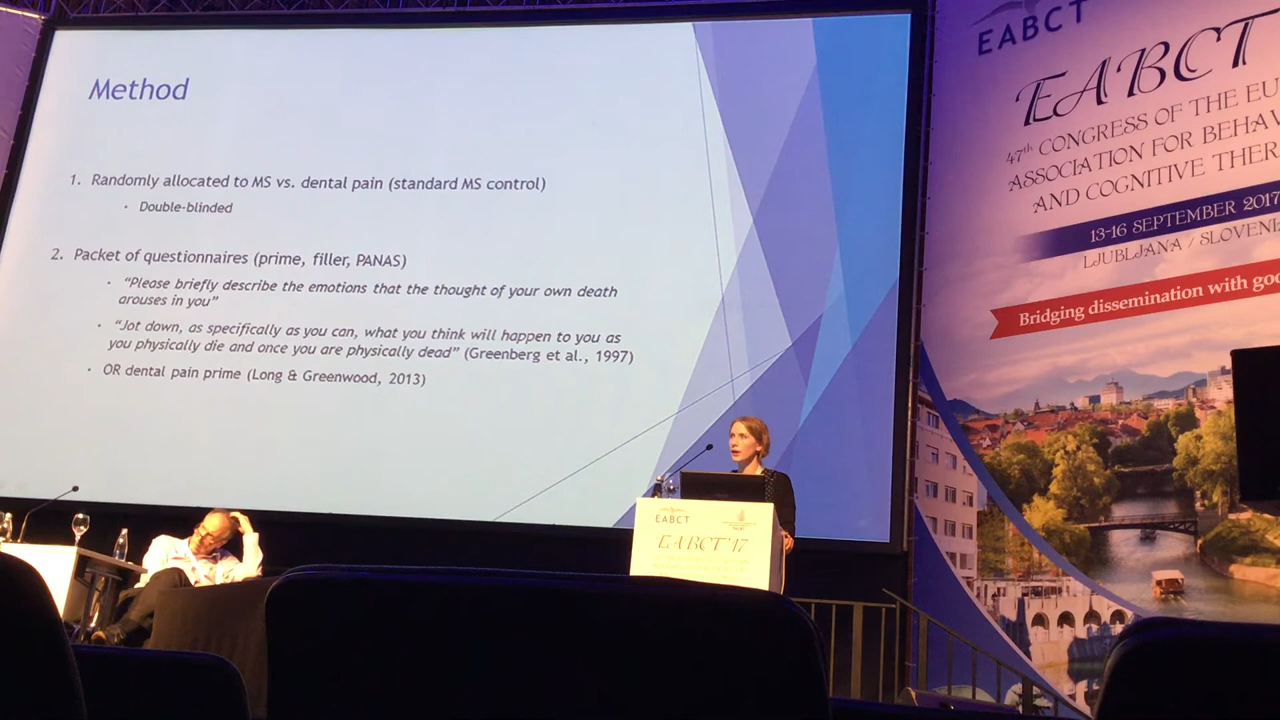 Method
1. Randomly allocated to MS vs. dental pain (standard MS control)
• Double-blinded
2. Packet of questionnaires (prime, filler, PANAS)
• “Please briefly describe the emotions that the thought of your own death
arouses in you”
• “Jot down, as specifically as you can, what you think will happen to you as
you physically die and once you are physically dead” (Greenberg et al., 1997)
• OR dental pain prime (Long & Greenwood, 2013)
EABCT
EABCT
47th CONGRESS OF THE EU
ASSOCIATION FOR BEHAV
AND COGNITIVE THER
13-16 SEPTEMBER 2017
LJUBLJANA / SLOVENI
Bridging dissemination with goo
EABCT
EABCT'17